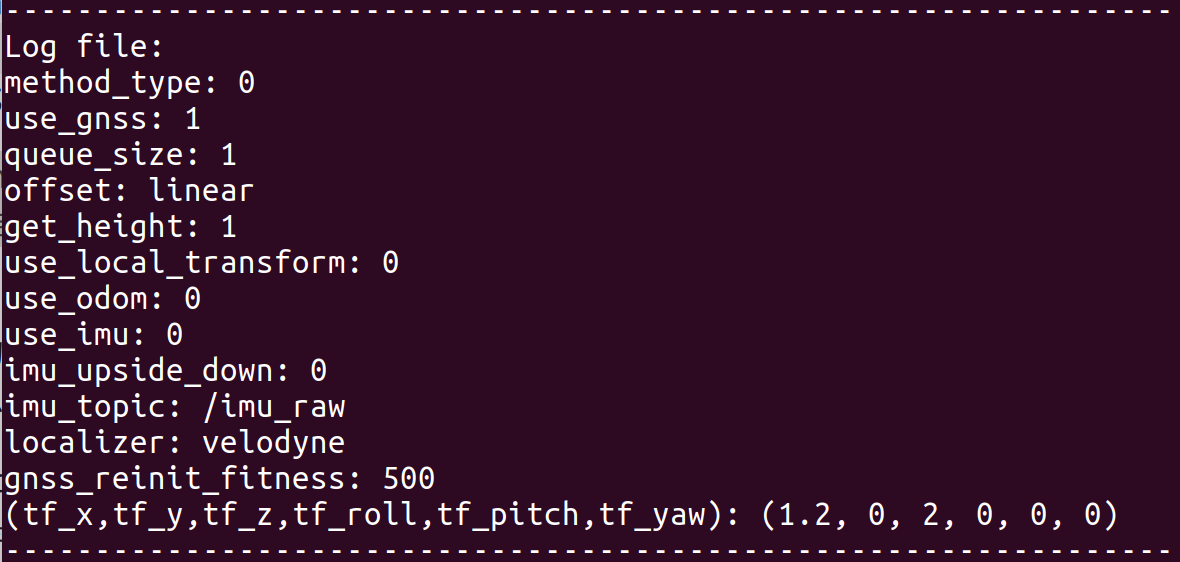 -----------------------------------------------------------------
Log file:
method_type: 0
use_gnss: 1
queue_size: 1
offset: linear
get_height: 1
use_local_transform: 0
use_odom: 0
use_imu: 0
imu_upside_down: 0
imu_topic: /imu_raw
localizer: velodyne
gnss_reinit_fitness: 500
(tf_x,tf_y,tf_z,tf_roll,tf_pitch,tf_yaw): (1.2, 0, 2, 0, 0, 0)
-----------------------------------------------------------------